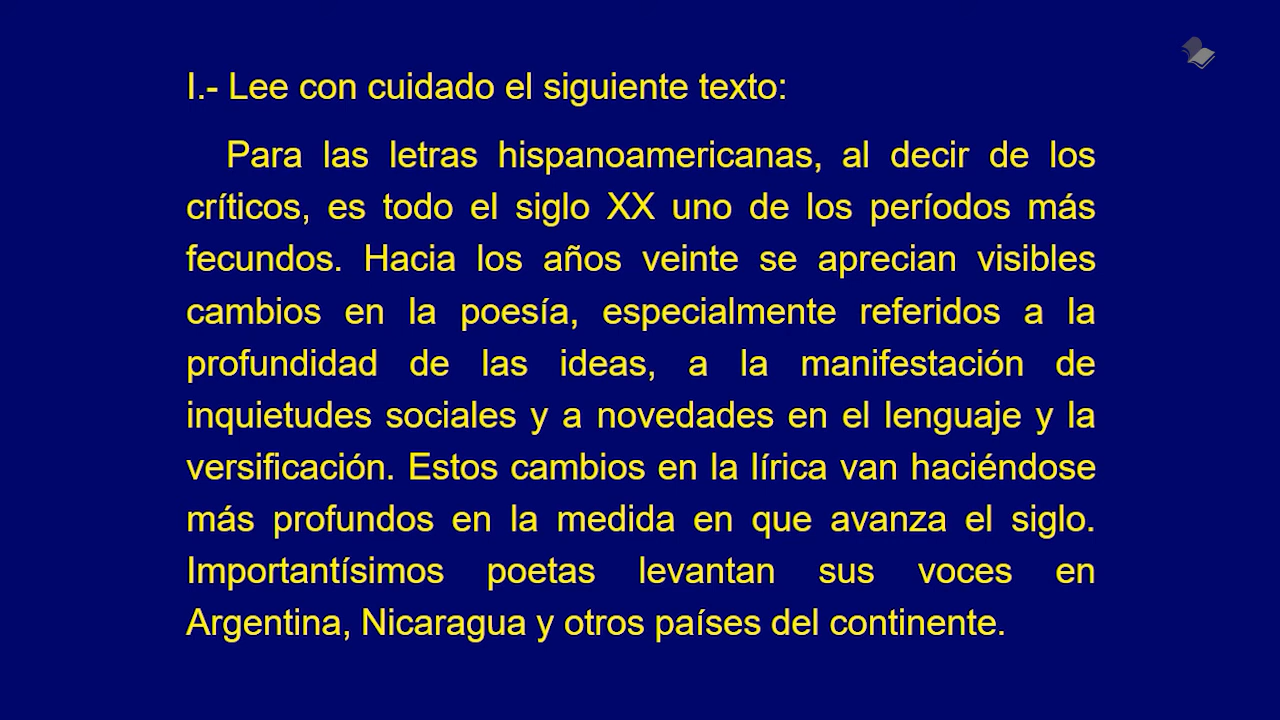 I.- Lee con cuidado el siguiente texto:
Para las letras hispanoamericanas, al decir de los
críticos, es todo el siglo XX uno de los períodos más
fecundos. Hacia los años veinte se aprecian visibles
cambios en la poesía, especialmente referidos a la
profundidad de las ideas, a la manifestación de
inquietudes sociales y a novedades en el lenguaje y la
versificación. Estos cambios en la lírica van haciéndose
más profundos en la medida en que avanza el siglo.
Importantísimos poetas levantan sus voces en
Argentina, Nicaragua y otros países del continente.